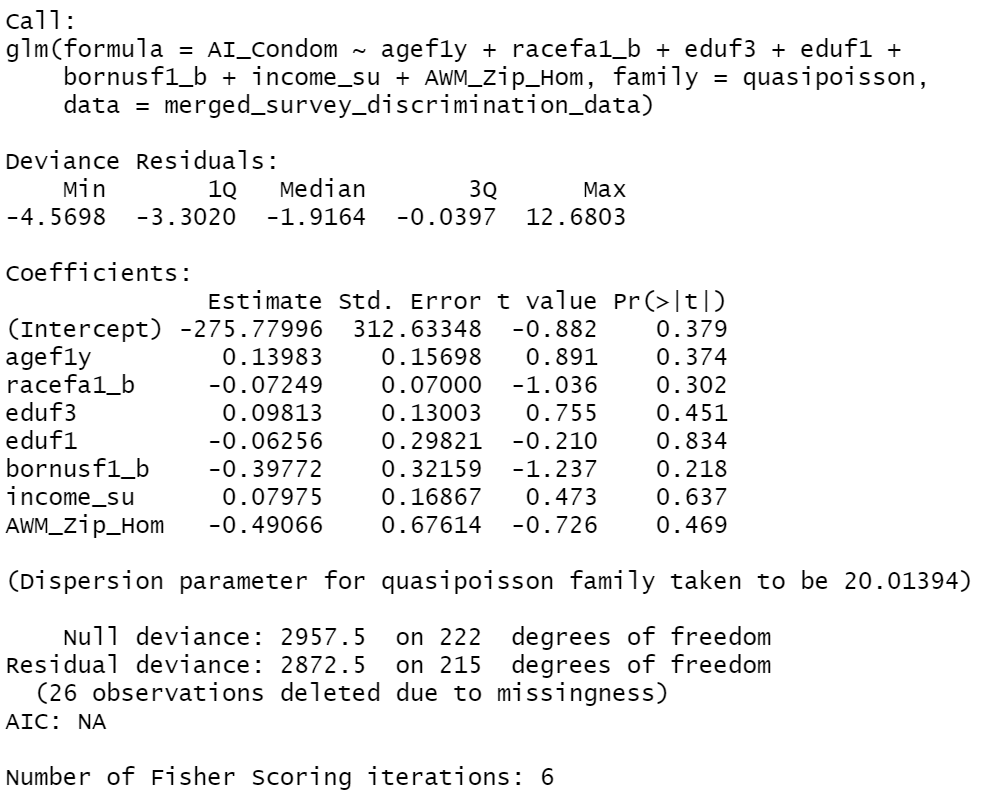 Call:
glm(formula = AI_Condom ~ agef1y + racefa1_b + eduf3 + eduf1 +
    bornusf1_b + income_su + AWM_Zip_Hom, family = quasipoisson,
    data = merged_survey_discrimination_data)

Deviance Residuals:
    Min       1Q   Median       3Q      Max
-4.5698  -3.3020  -1.9164  -0.0397  12.6803

Coefficients:
              Estimate Std. Error t value Pr(>|t|)
(Intercept) -275.77996  312.63348  -0.882    0.379
agef1y         0.13983    0.15698   0.891    0.374
racefa1_b     -0.07249    0.07000  -1.036    0.302
eduf3          0.09813    0.13003   0.755    0.451
eduf1         -0.06256    0.29821  -0.210    0.834
bornusf1_b    -0.39772    0.32159  -1.237    0.218
income_su      0.07975    0.16867   0.473    0.637
AWM_Zip_Hom   -0.49066    0.67614  -0.726    0.469

(Dispersion parameter for quasipoisson family taken to be 20.01394)

    Null deviance: 2957.5  on 222  degrees of freedom
Residual deviance: 2872.5  on 215  degrees of freedom
  (26 observations deleted due to missingness)
AIC: NA

Number of Fisher Scoring iterations: 6